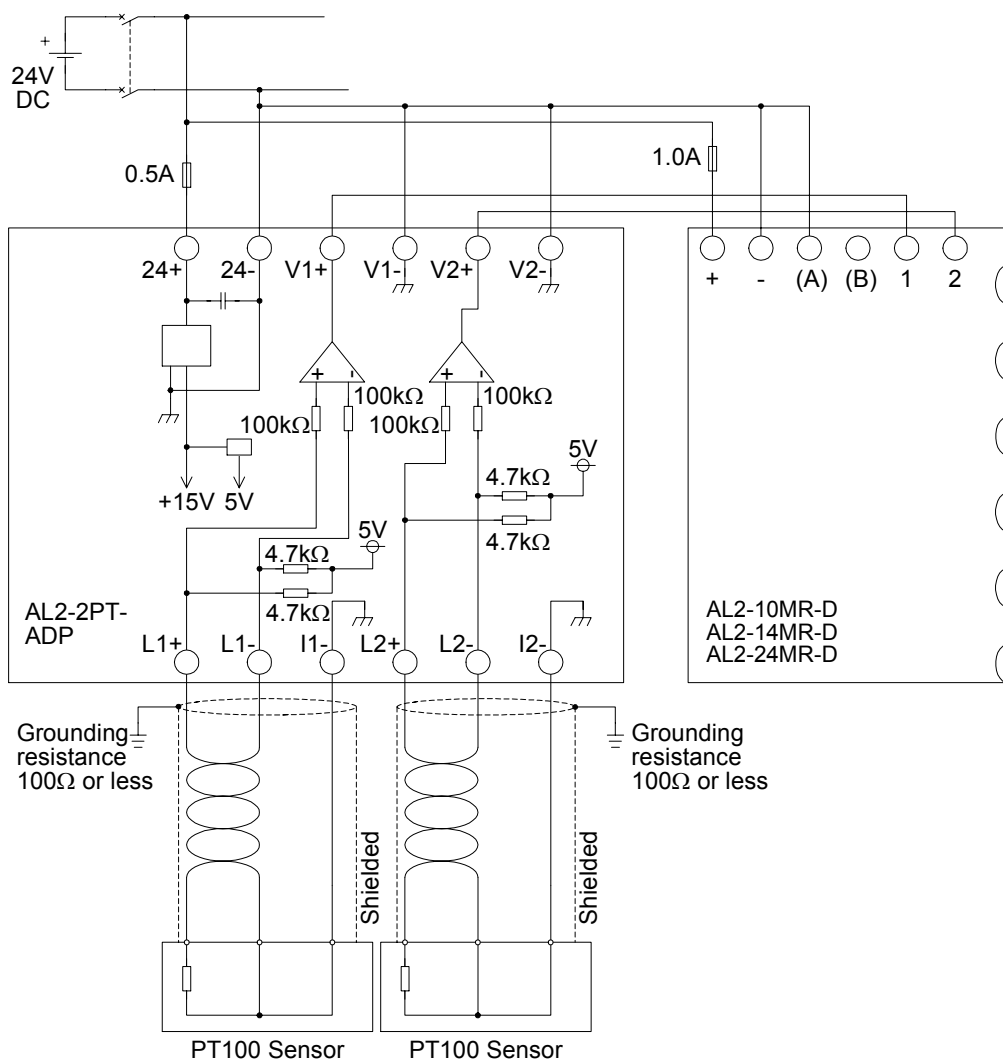 +
24V
DC
0.5A
1.0A
24+ 24- V1+ V1- V2+ V2-
+ - (A) (B) 1 2
+ - + -
100kΩ 100kΩ
100kΩ 100kΩ
5V
4.7kΩ
+15V 5V
4.7kΩ
5V
4.7kΩ
4.7kΩ
AL2-2PT-
ADP
AL2-10MR-D
AL2-14MR-D
AL2-24MR-D
L1+ L1- I1- L2+ L2- I2-
Grounding
resistance
100Ω or less
Grounding
resistance
100Ω or less
Shielded
Shielded
PT100 Sensor
PT100 Sensor